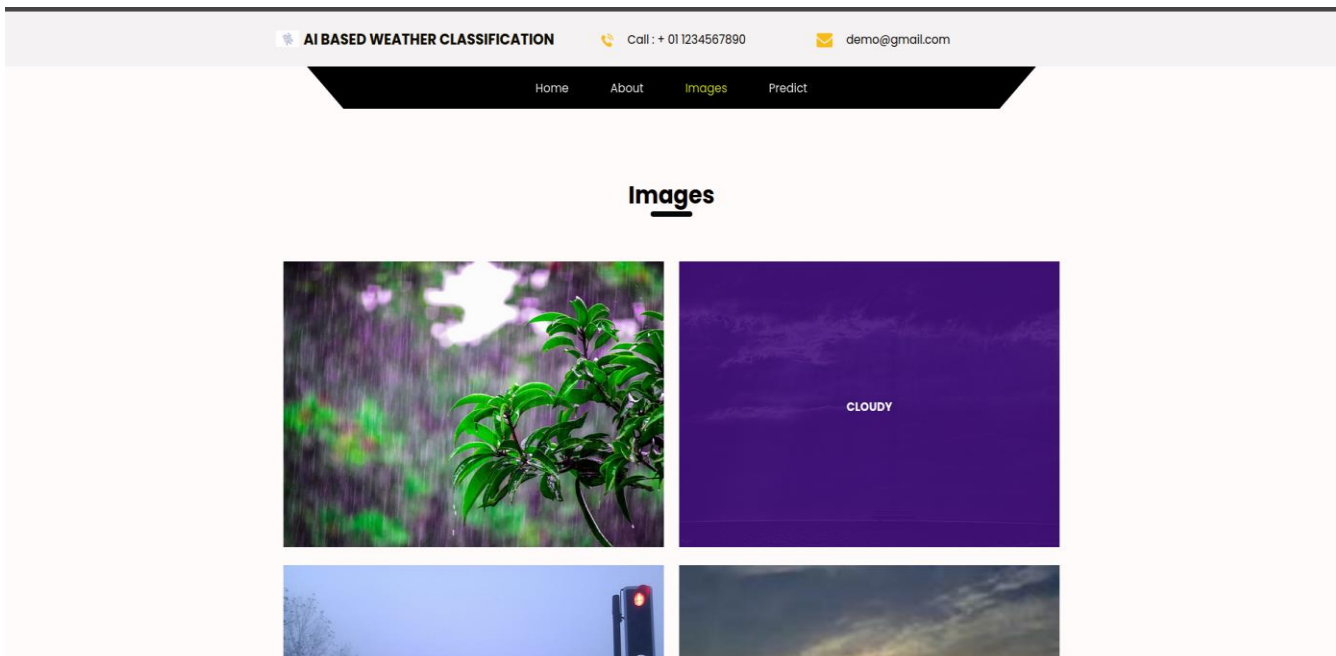 AI BASED WEATHER CLASSIFICATION
Call : + 01 1234567890
demo@gmail.com
Home About Images Predict
Images
CLOUDY